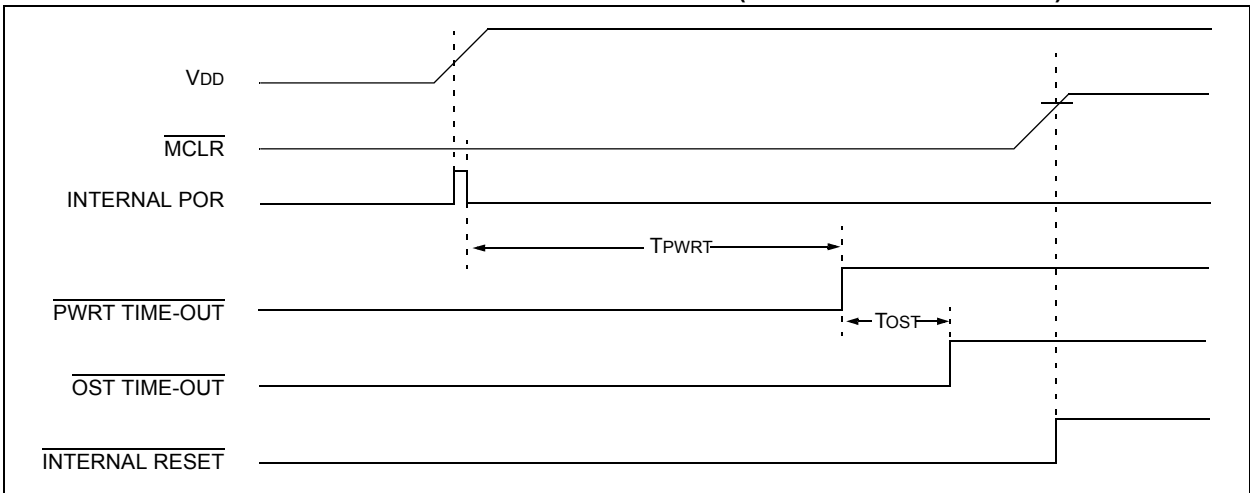 VDD
MCLR
INTERNAL POR
TPWRT
PWRT TIME-OUT
TOST
OST TIME-OUT
INTERNAL RESET